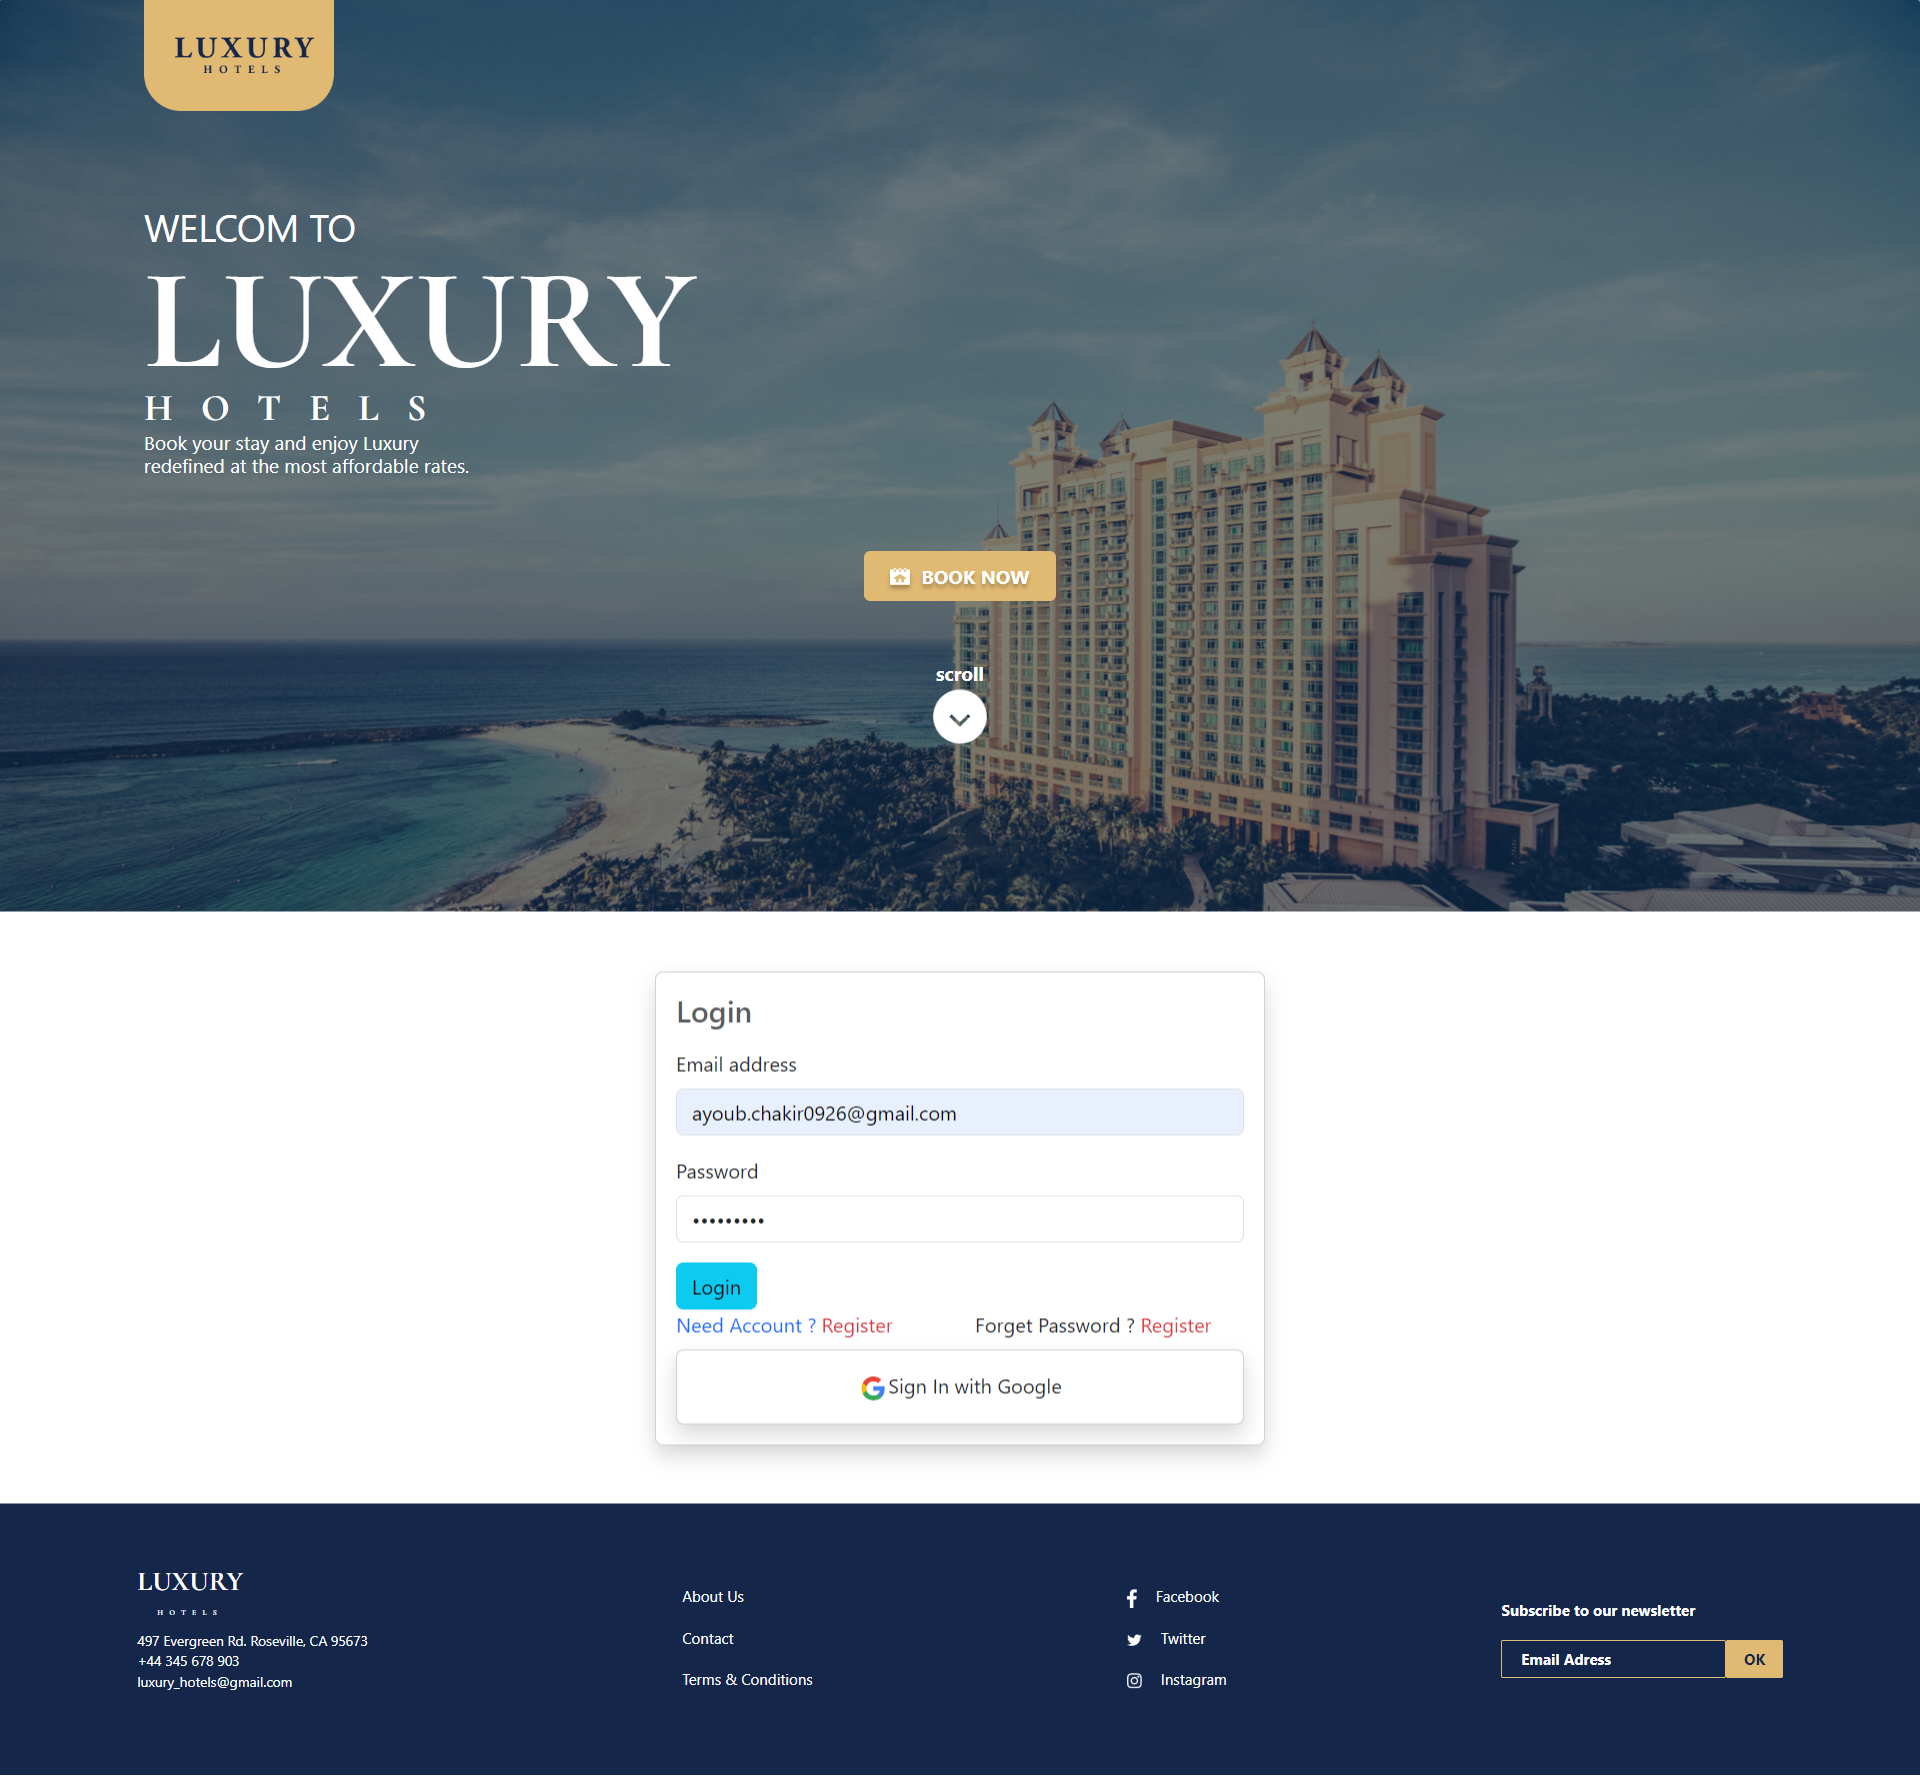 LUXURY
HOTELS
WELCOM TO
LUXURY
HOTELS
Book your stay and enjoy Luxury
redefined at the most affordable rates.
BOOK NOW
scroll
Login
Email address
ayoub.chakir0926@gmail.com
Password
•••••••••
Login
Need Account ? Register
Forget Password ? Register
Sign In with Google
LUXURY
HOTELS
497 Evergreen Rd. Roseville, CA 95673
+44 345 678 903
luxury_hotels@gmail.com
About Us
Contact
Terms & Conditions
Facebook
Twitter
Instagram
Subscribe to our newsletter
Email Adress
OK